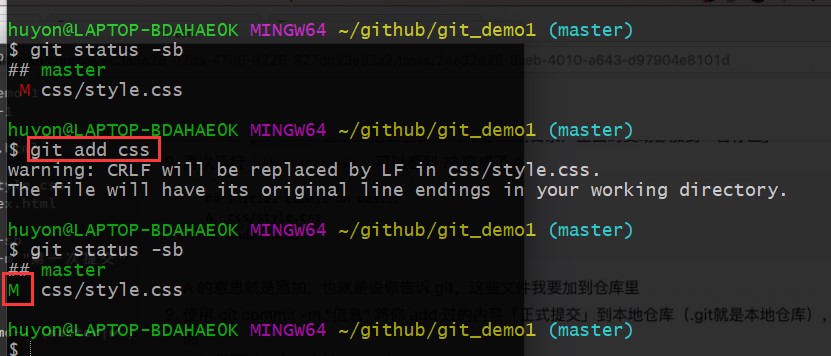 huyon@LAPTOP-BDAHAE0K MINGW64 ~/github/git_demo1 (master)
$ git status -sb
## master
 M css/style.css
huyon@LAPTOP-BDAHAE0K MINGW64 ~/github/git_demo1 (master)
$ git add css
warning: CRLF will be replaced by LF in css/style.css.
The file will have its original line endings in your working directory.
huyon@LAPTOP-BDAHAE0K MINGW64 ~/github/git_demo1 (master)
$ git status -sb
## master
M  css/style.css
huyon@LAPTOP-BDAHAE0K MINGW64 ~/github/git_demo1 (master)
$